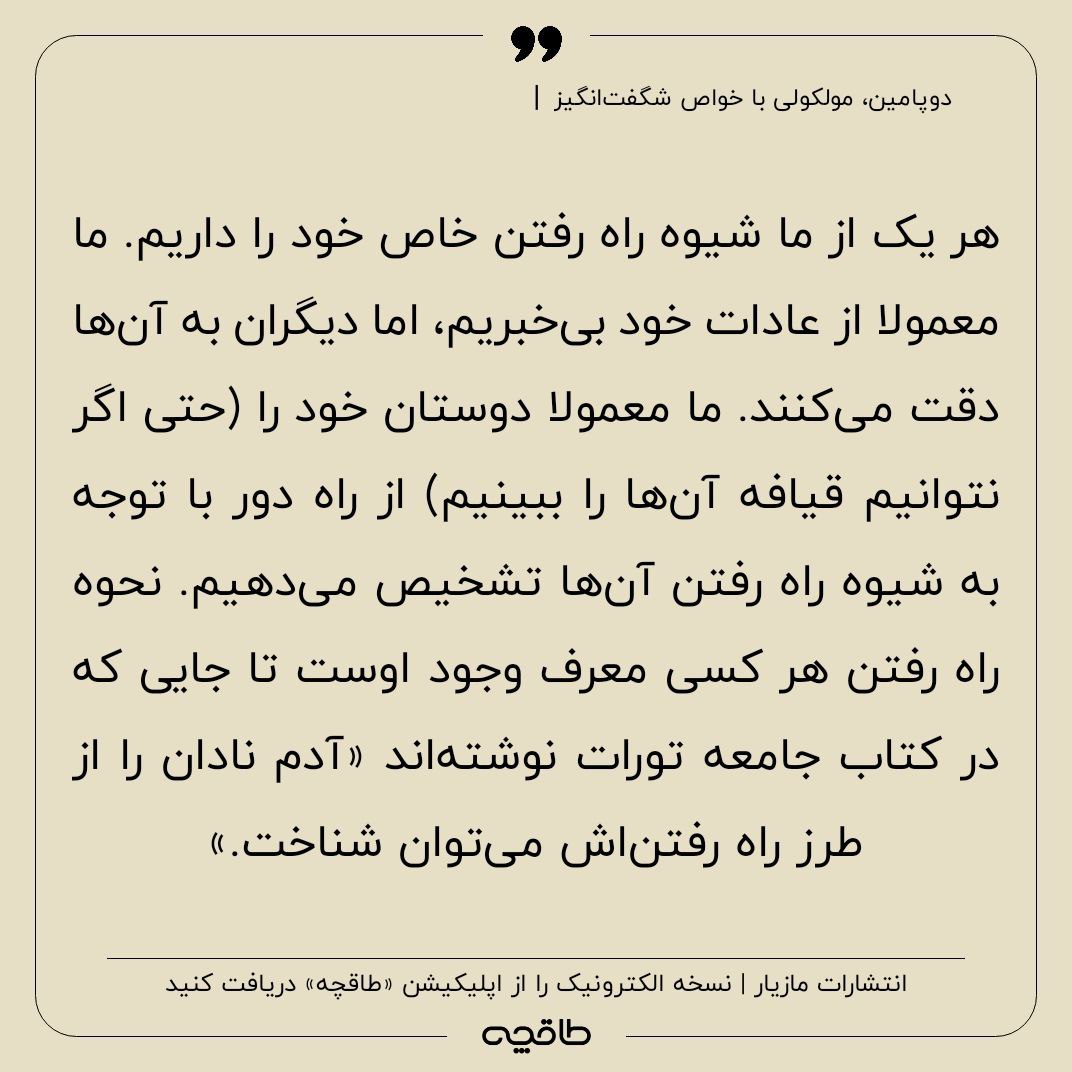 دوپامین، مولکولی با خواص شگفت‌انگیز |
هر یک از ما شیوه راه رفتن خاص خود را داریم. ما
معمولا از عادات خود بی‌خبریم، اما دیگران به آن‌ها
دقت می‌کنند. ما معمولا دوستان خود را (حتی اگر
نتوانیم قیافه آن‌ها را ببینیم) از راه دور با توجه
به شیوه راه رفتن آن‌ها تشخیص می‌دهیم. نحوه
راه رفتن هر کسی معرف وجود اوست تا جایی که
در کتاب جامعه تورات نوشته‌اند «آدم نادان را از
طرز راه رفتن‌اش می‌توان شناخت.»
انتشارات مازیار | نسخه الکترونیک را از اپلیکیشن «طاقچه» دریافت کنید
طاقچه